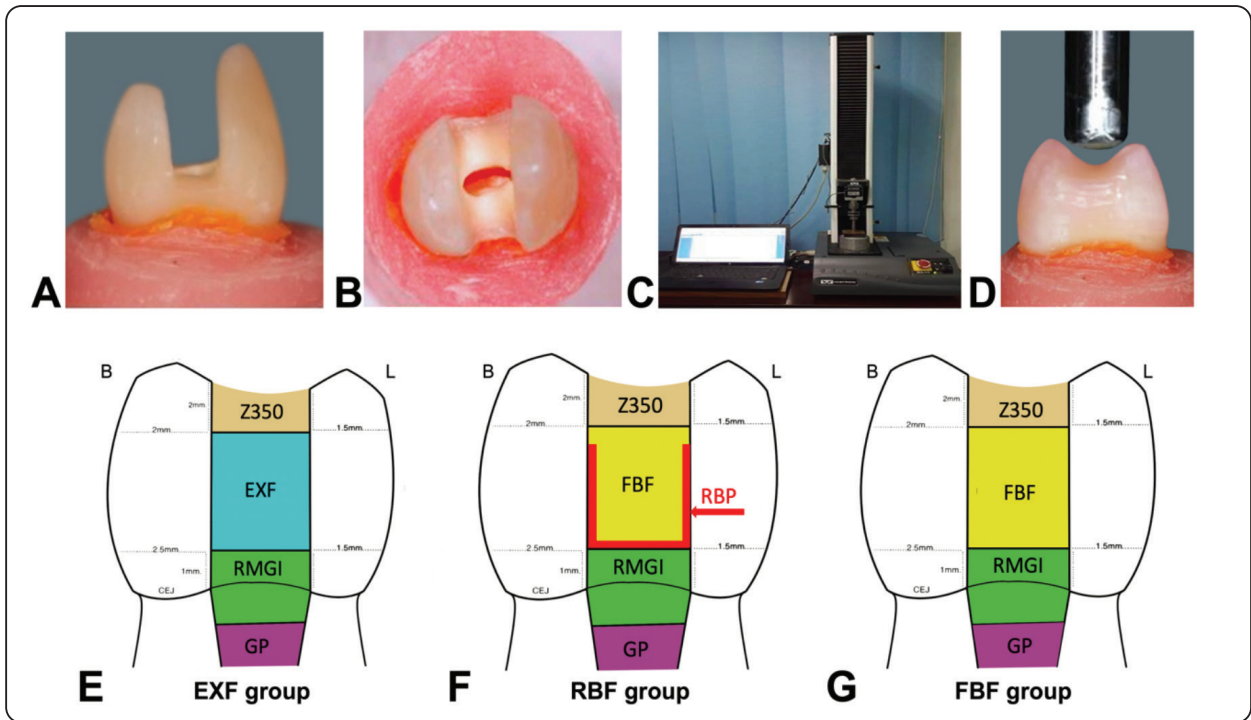 A
B
C
D
B
L
Z350
2mm.
2mm.
1.5mm.
EXF
2.5mm.
1.5mm.
RMGI
1mm.
CEJ
GP
E
EXF group
B
L
Z350
2mm.
2mm.
1.5mm.
FBF
RBP
2.5mm.
1.5mm.
RMGI
1mm.
CEJ
GP
F
RBF group
B
L
Z350
2mm.
2mm.
1.5mm.
FBF
2.5mm.
1.5mm.
RMGI
1mm.
CEJ
GP
G
FBF group